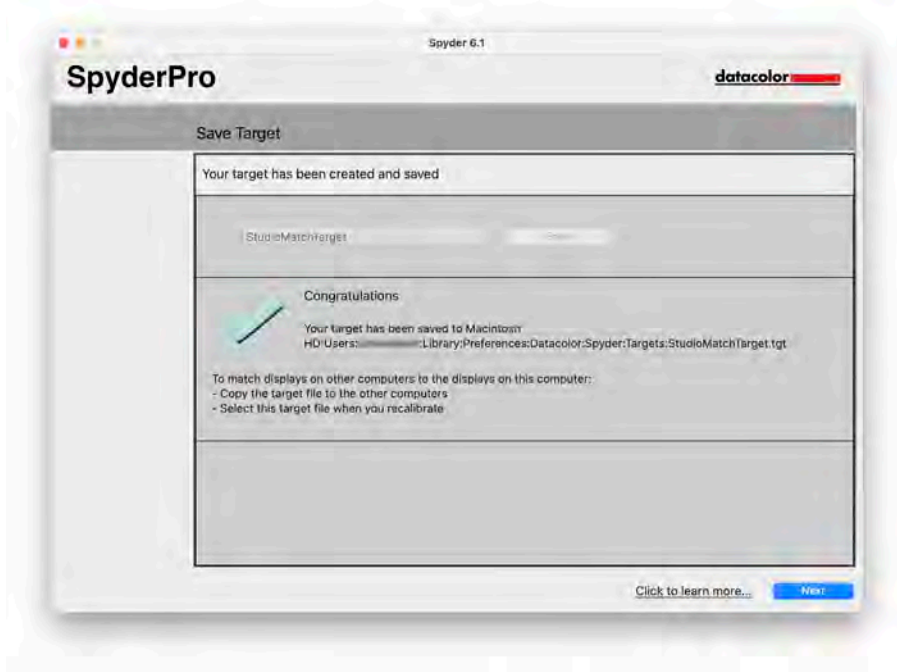 Spyder 6.1
SpyderPro
datacolor
Save Target
Your target has been created and saved
StudioMatchTarget
Congratulations
Your target has been saved to Macintosh
HD:Users: :Library:Preferences:Datacolor:Spyder:Targets:StudioMatchTarget.tgt
To match displays on other computers to the displays on this computer:
- Copy the target file to the other computers
- Select this target file when you recalibrate
Click to learn more...
Next